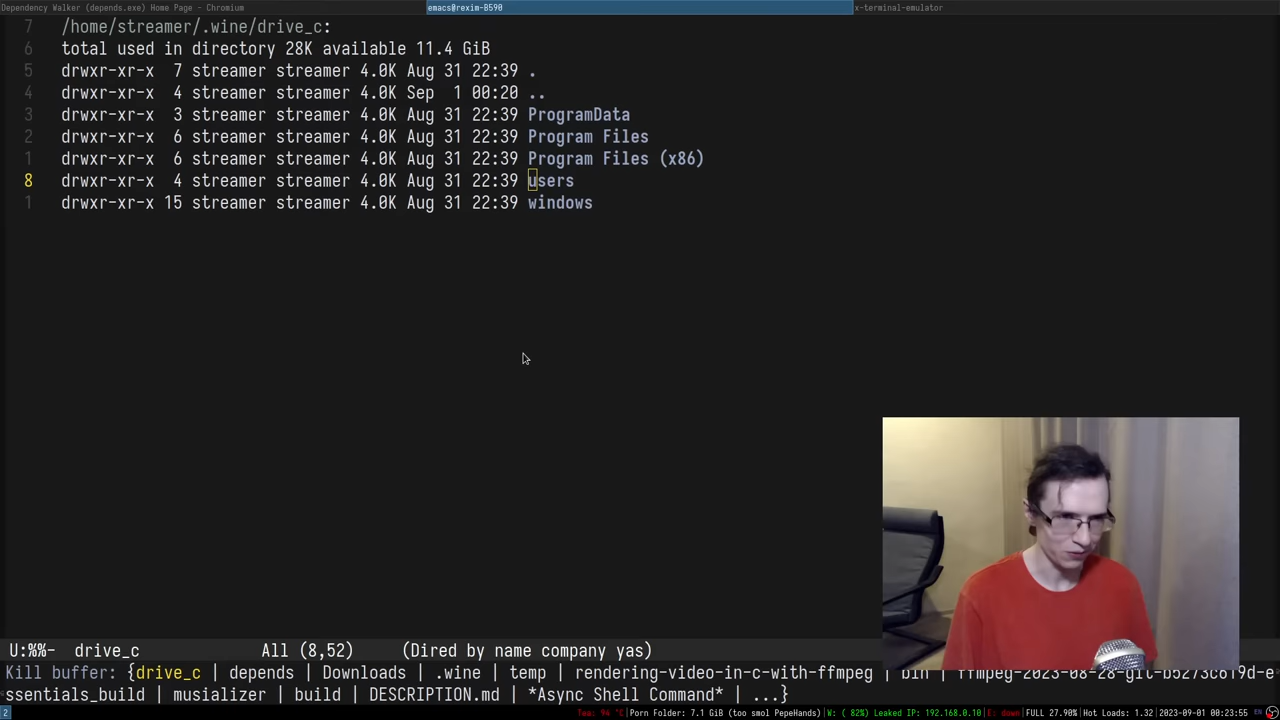 Dependency Walker (depends.exe) Home Page - Chromium
emacs@rexim-B590
x-terminal-emulator
7 /home/streamer/.wine/drive_c:
6 total used in directory 28K available 11.4 GiB
5 drwxr-xr-x 7 streamer streamer 4.0K Aug 31 22:39 .
4 drwxr-xr-x 4 streamer streamer 4.0K Sep 1 00:20 ..
3 drwxr-xr-x 3 streamer streamer 4.0K Aug 31 22:39 ProgramData
2 drwxr-xr-x 6 streamer streamer 4.0K Aug 31 22:39 Program Files
1 drwxr-xr-x 6 streamer streamer 4.0K Aug 31 22:39 Program Files (x86)
8 drwxr-xr-x 4 streamer streamer 4.0K Aug 31 22:39 users
1 drwxr-xr-x 15 streamer streamer 4.0K Aug 31 22:39 windows
U:%%- drive_c All (8,52) (Dired by name company yas)
Kill buffer: {drive_c | depends | Downloads | .wine | temp | rendering-video-in-c-with-ffmpeg | bin | ffmpeg-2023-08-28-git-b5273c619d-e
ssentials_build | musializer | build | DESCRIPTION.md | *Async Shell Command* | ...}
2 Tea: 94 °C|Porn Folder: 7.1 GiB (too smol PepeHands)|W: ( 82%) Leaked IP: 192.168.0.10|E: down|FULL 27.90%|Hot Loads: 1.32|2023-09-01 00:23:55 EN